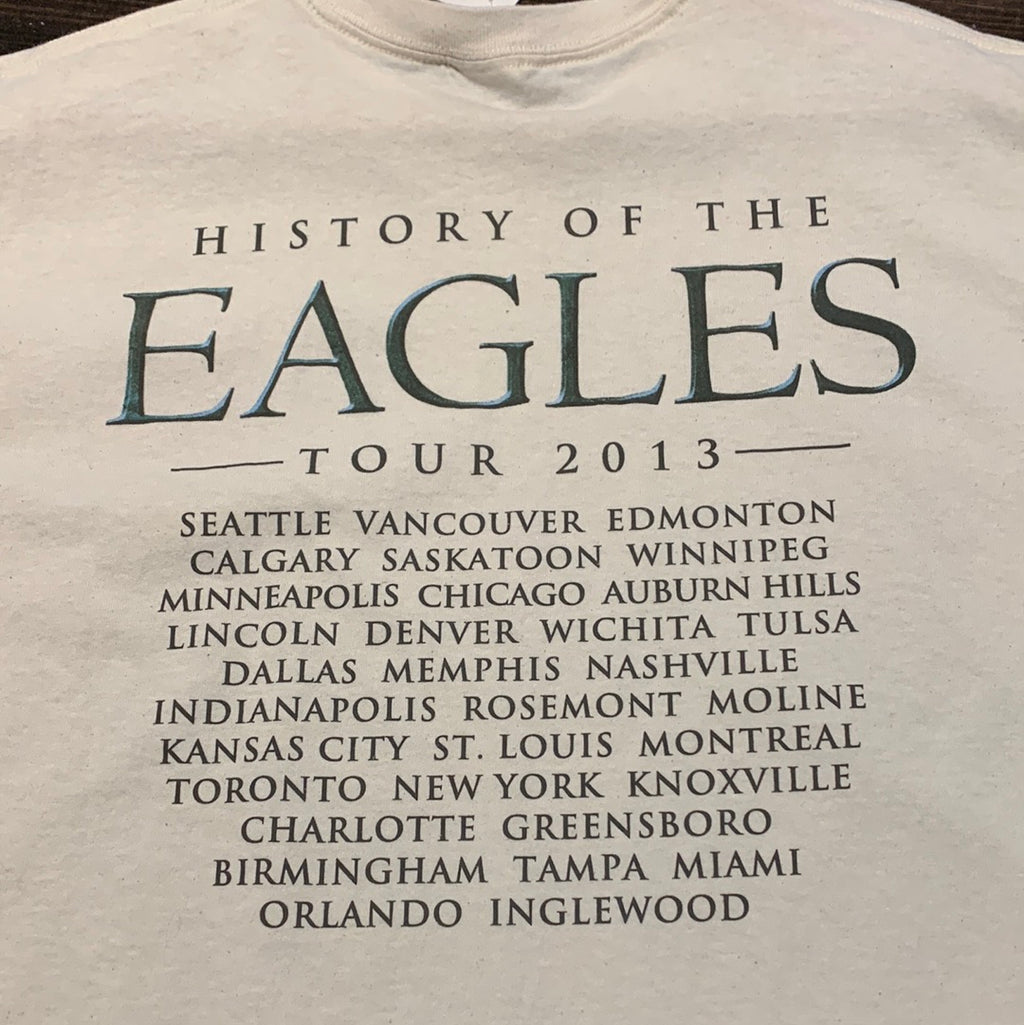 HISTORY OF THE
EAGLES
TOUR 2013
SEATTLE VANCOUVER EDMONTON
CALGARY SASKATOON WINNIPEG
MINNEAPOLIS CHICAGO AUBURN HILLS
LINCOLN DENVER WICHITA TULSA
DALLAS MEMPHIS NASHVILLE
INDIANAPOLIS ROSEMONT MOLINE
KANSAS CITY ST. LOUIS MONTREAL
TORONTO NEW YORK KNOXVILLE
CHARLOTTE GREENSBORO
BIRMINGHAM TAMPA MIAMI
ORLANDO INGLEWOOD